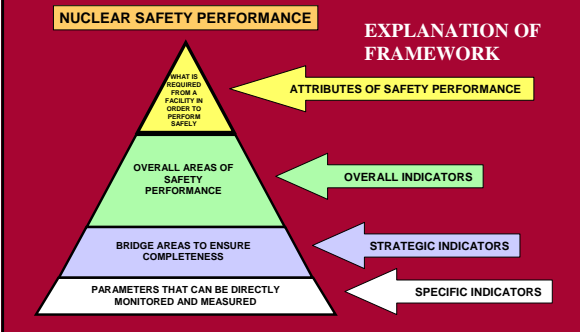 NUCLEAR SAFETY PERFORMANCE
EXPLANATION OF
FRAMEWORK
WHAT IS
REQUIRED
FROM A
FACILITY IN
ORDER TO
PERFORM
SAFELY
ATTRIBUTES OF SAFETY PERFORMANCE
OVERALL AREAS OF
SAFETY
PERFORMANCE
OVERALL INDICATORS
BRIDGE AREAS TO ENSURE
COMPLETENESS
STRATEGIC INDICATORS
PARAMETERS THAT CAN BE DIRECTLY
MONITORED AND MEASURED
SPECIFIC INDICATORS